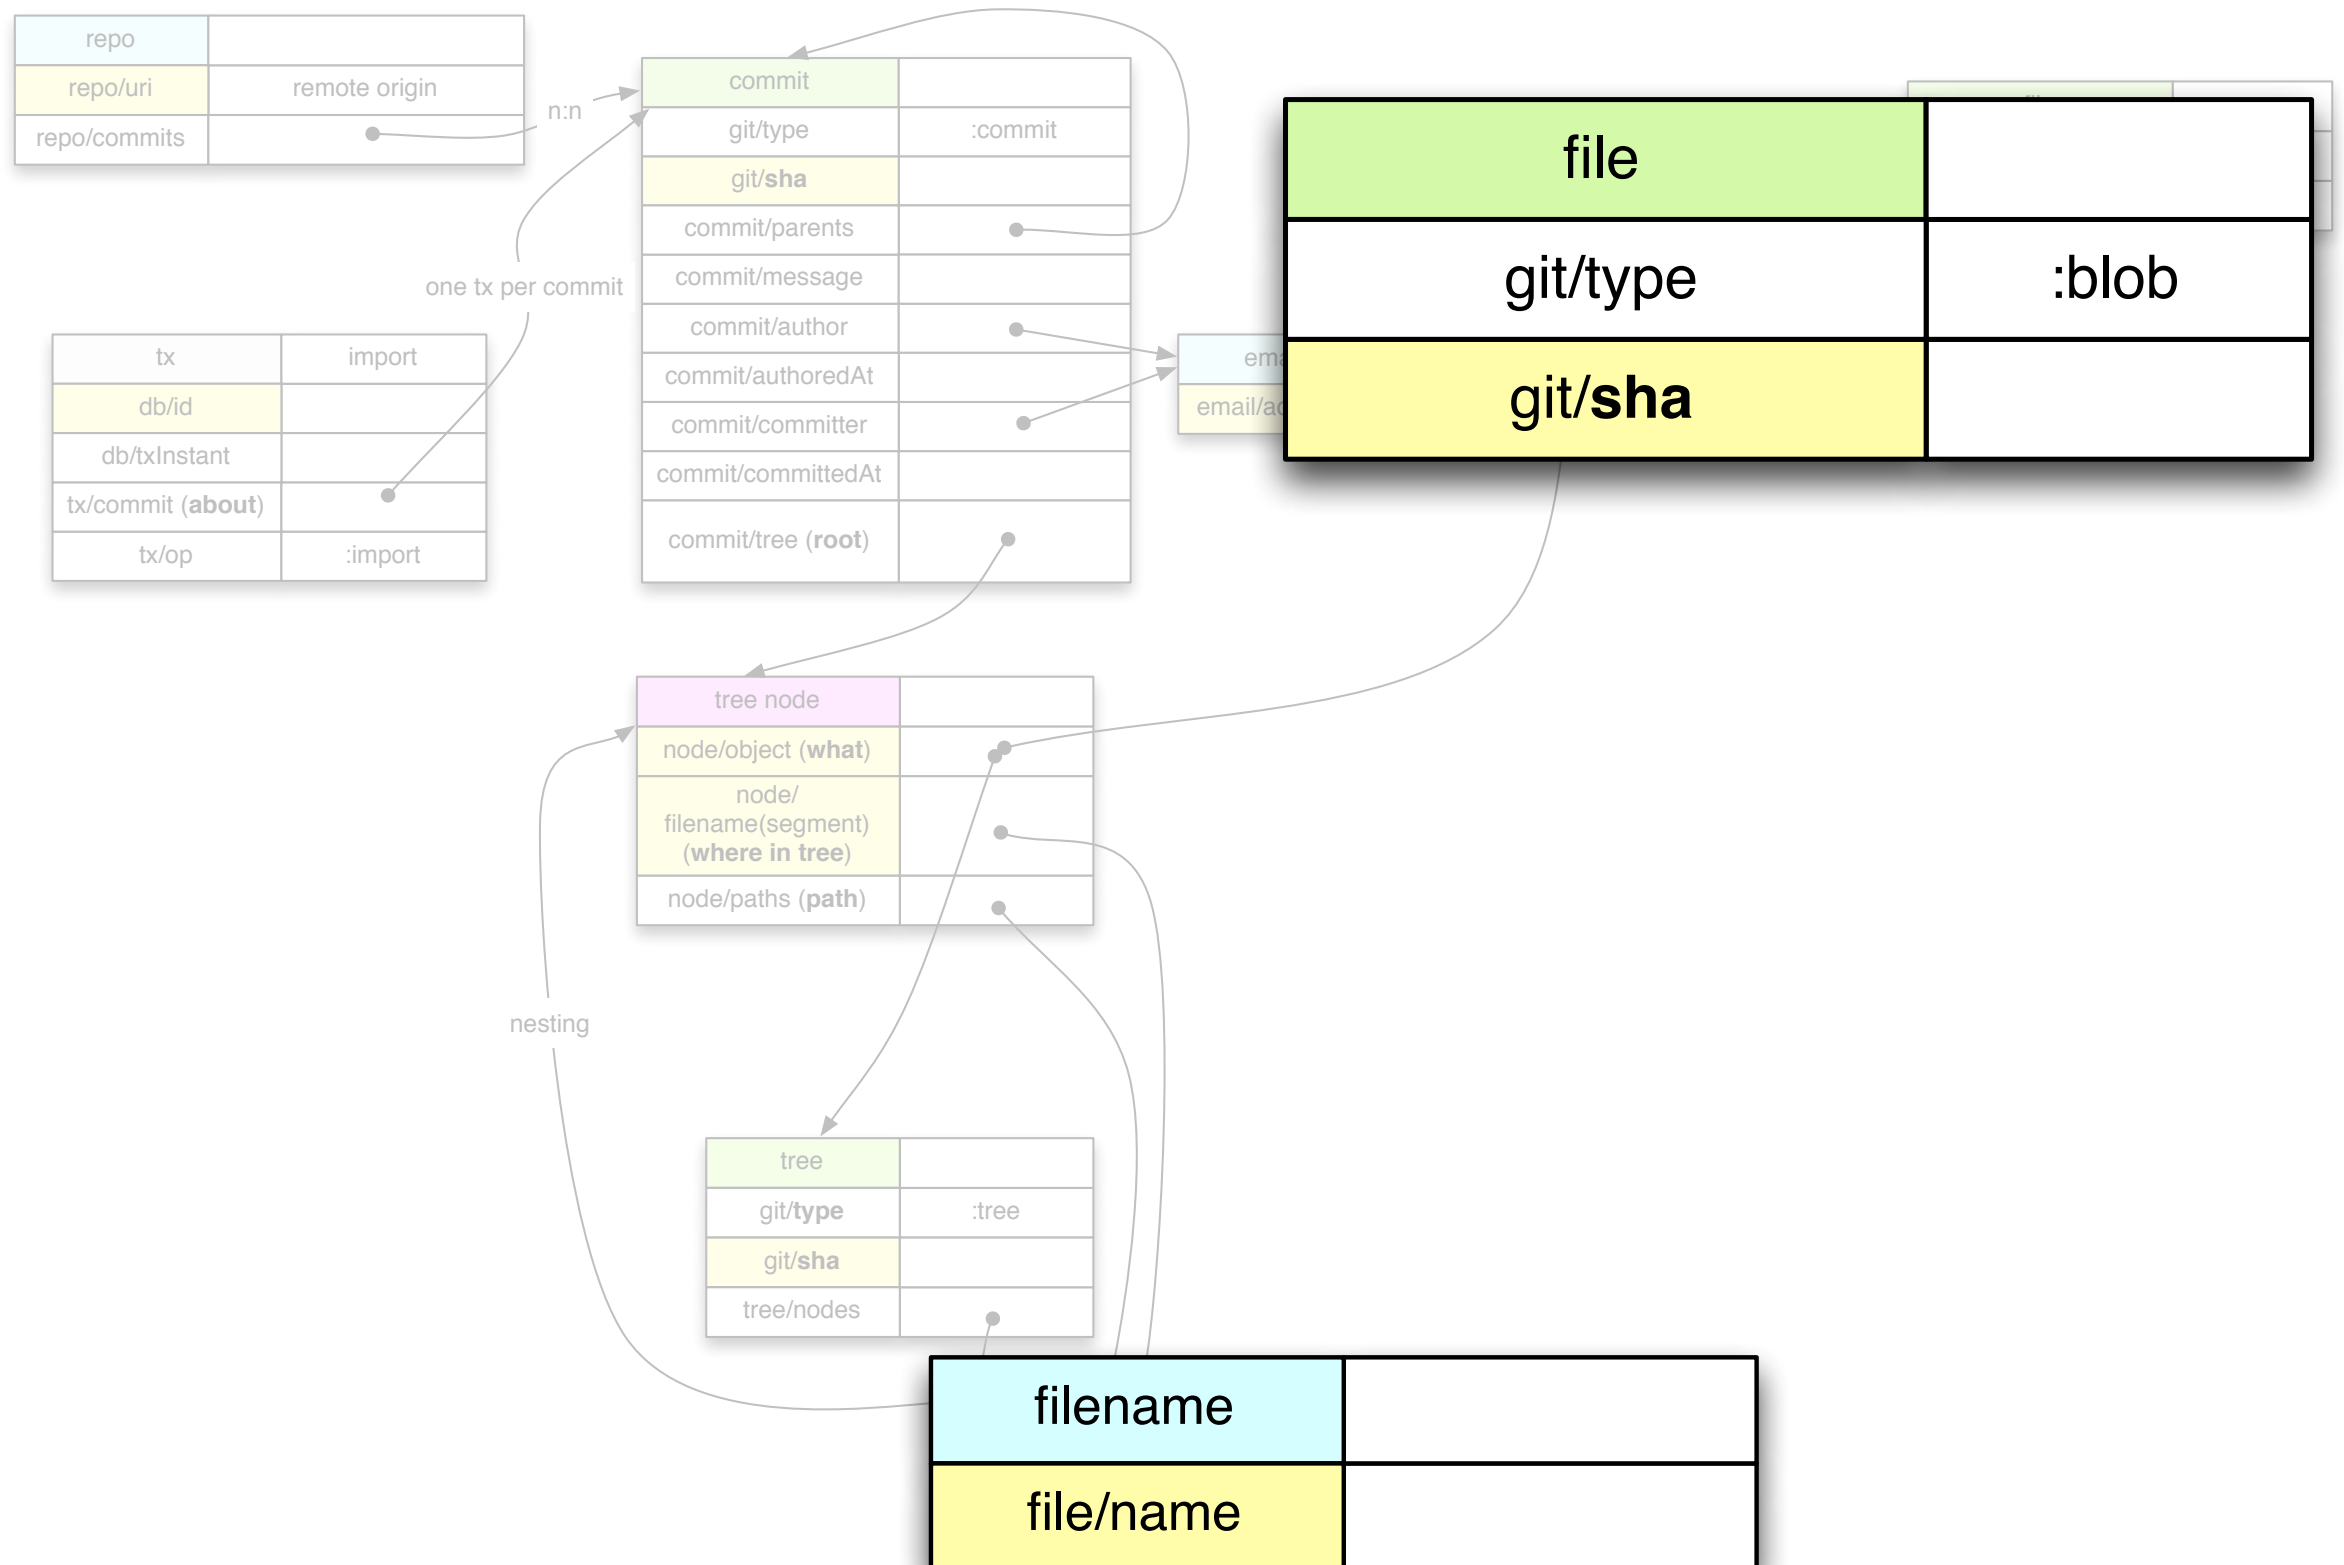 repo
repo/uri remote origin
repo/commits
n:n
commit
git/type :commit
git/sha
commit/parents
commit/message
commit/author
commit/authoredAt
commit/committer
commit/committedAt
commit/tree (root)
one tx per commit
tx import
db/id
db/txInstant
tx/commit (about)
tx/op :import
file
git/type :blob
git/sha
tree node
node/object (what)
node/
filename(segment)
(where in tree)
node/paths (path)
nesting
tree
git/type :tree
git/sha
tree/nodes
filename
file/name